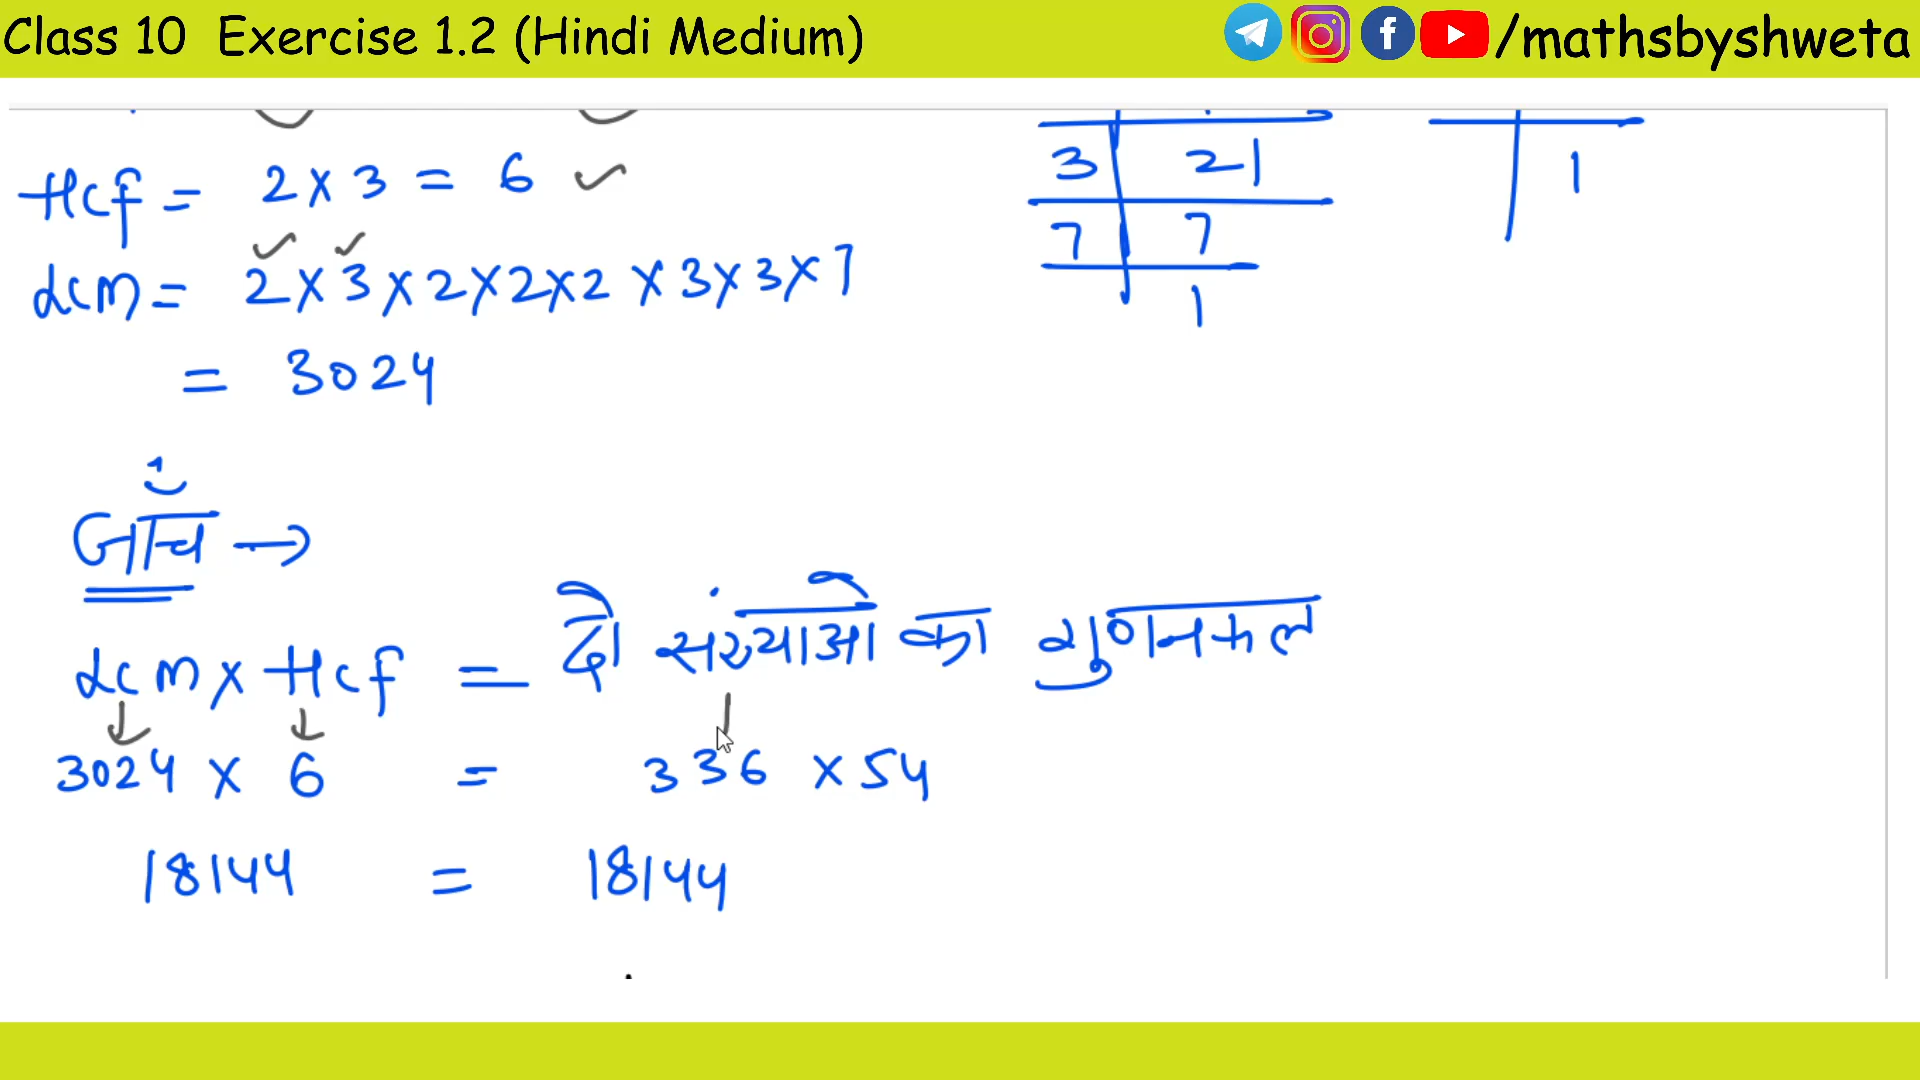 Class 10 Exercise 1.2 (Hindi Medium)
/mathsbyshweta
Hcf = 2 x 3 = 6
Lcm = 2 x 3 x 2 x 2 x 2 x 3 x 3 x 7
= 3024
3 | 21
7 | 7
1
1
जाँच →
Lcm x Hcf = दो संख्याओं का गुणनफल
3024 x 6 = 336 x 54
18144 = 18144